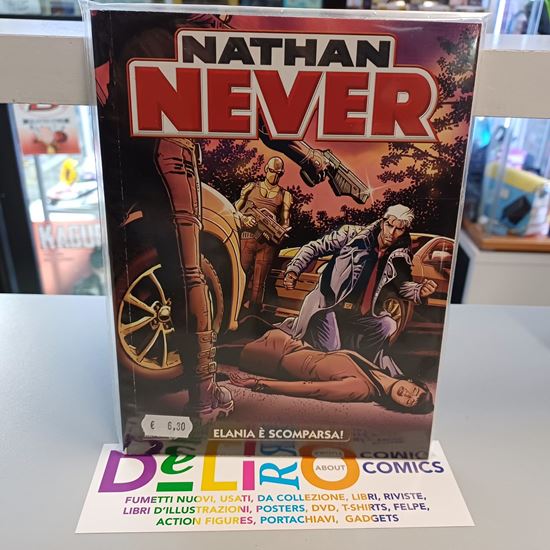 NATHAN
NEVER
KAGU
€ 6,30
ELANIA È SCOMPARSA!
DeLiRiO
ABOUT
COMICS
FUMETTI NUOVI, USATI, DA COLLEZIONE, LIBRI, RIVISTE,
LIBRI D'ILLUSTRAZIONI, POSTERS, DVD, T-SHIRTS, FELPE,
ACTION FIGURES, PORTACHIAVI, GADGETS